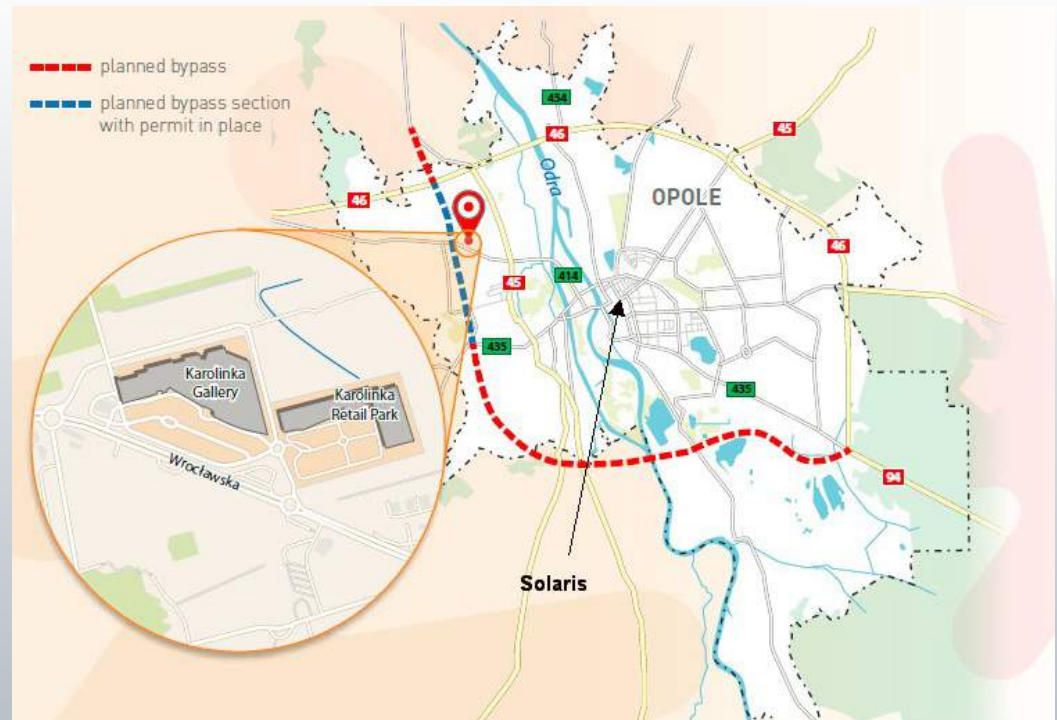 planned bypass
planned bypass section
with permit in place
434
45
46
Odra
OPOLE
46
46
45
414
435
Karolinka
Gallery
Karolinka
Retail Park
435
Wrocławska
94
Solaris